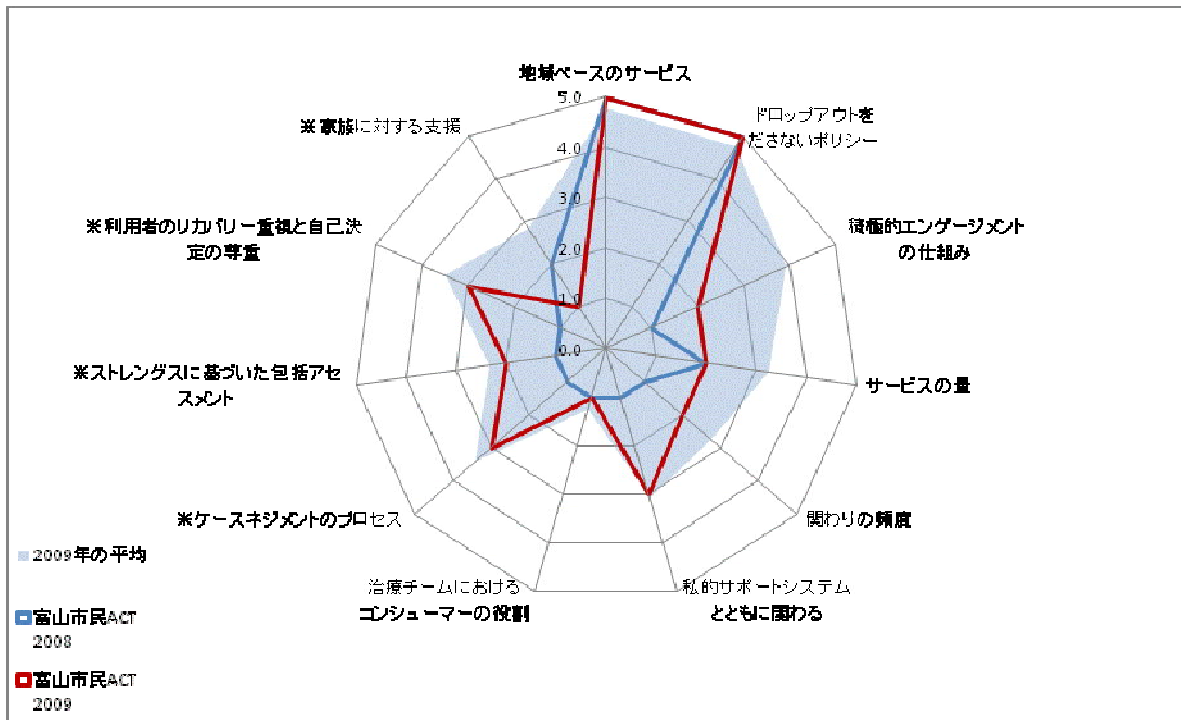 地域ベースのサービス
ドロップアウトを
ださないポリシー
積極的エンゲージメント
の仕組み
サービスの量
関わりの頻度
私的サポートシステム
とともに関わる
治療チームにおける
コンシューマーの役割
※ケースネジメントのプロセス
※ストレングスに基づいた包括アセ
スメント
※利用者のリカバリー重視と自己決
定の尊重
※家族に対する支援
5.0
4.0
3.0
2.0
1.0
0.0
2009年の平均
富山市民ACT
2008
富山市民ACT
2009